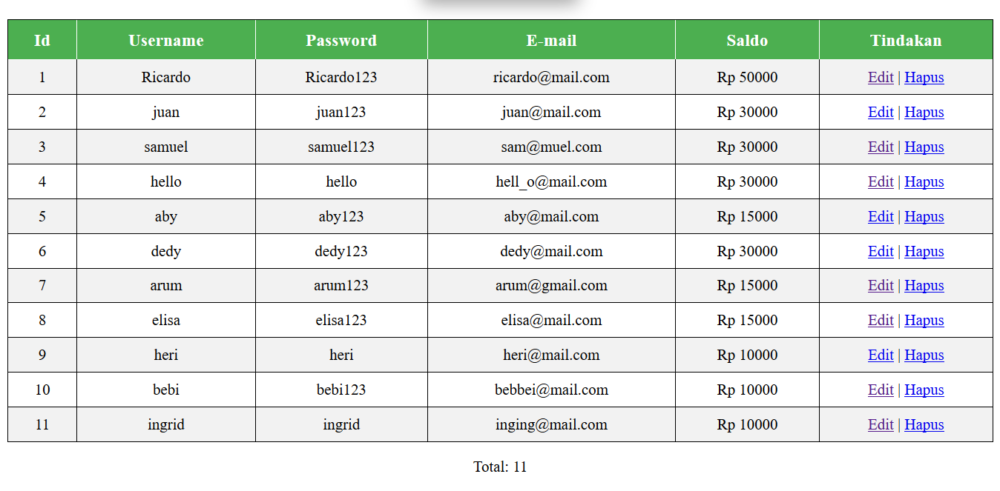 Id Username Password E-mail Saldo Tindakan
1 Ricardo Ricardo123 ricardo@mail.com Rp 50000 Edit | Hapus
2 juan juan123 juan@mail.com Rp 30000 Edit | Hapus
3 samuel samuel123 sam@muel.com Rp 30000 Edit | Hapus
4 hello hello hell_o@mail.com Rp 30000 Edit | Hapus
5 aby aby123 aby@mail.com Rp 15000 Edit | Hapus
6 dedy dedy123 dedy@mail.com Rp 30000 Edit | Hapus
7 arum arum123 arum@gmail.com Rp 15000 Edit | Hapus
8 elisa elisa123 elisa@mail.com Rp 15000 Edit | Hapus
9 heri heri heri@mail.com Rp 10000 Edit | Hapus
10 bebi bebi123 bebbei@mail.com Rp 10000 Edit | Hapus
11 ingrid ingrid inging@mail.com Rp 10000 Edit | Hapus
Total: 11